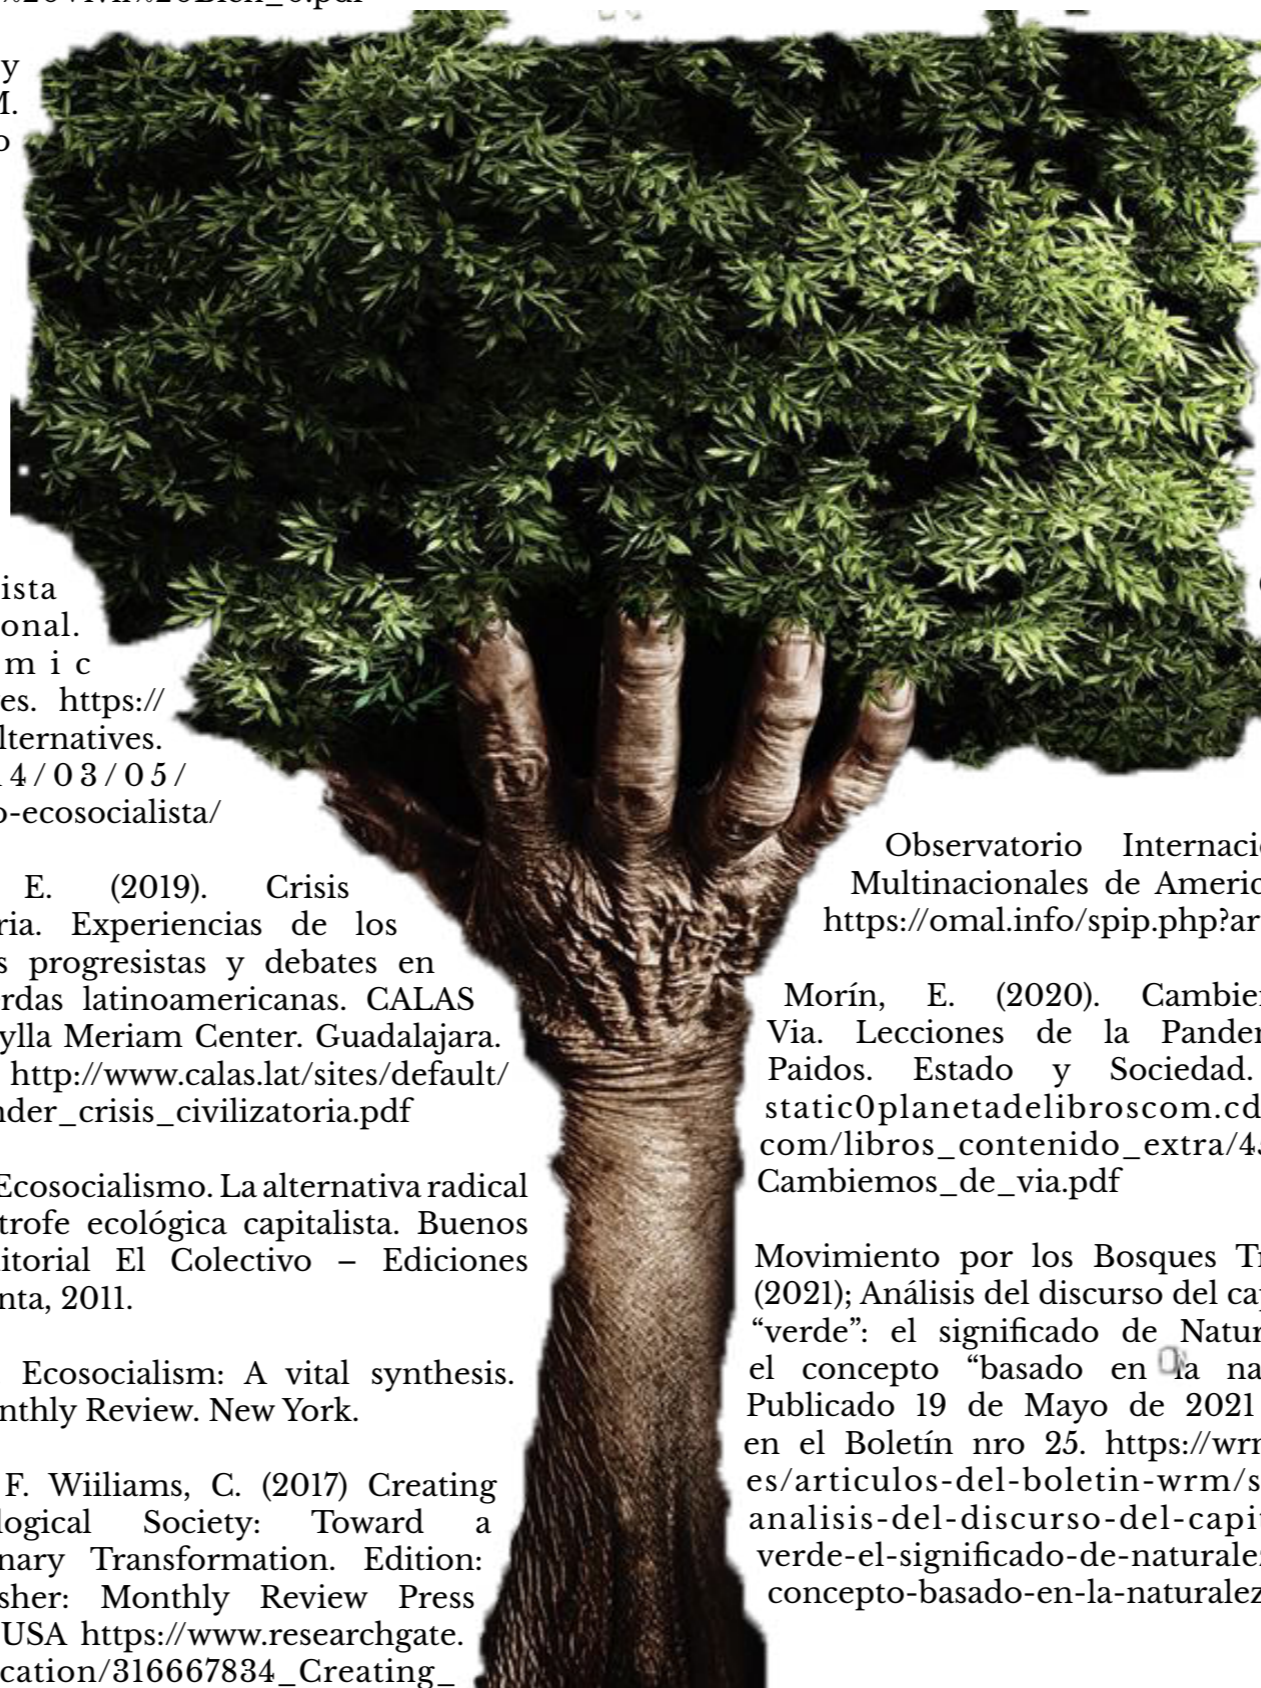 y
M.
o
ista
onal.
m i c
es. https://
lternatives.
14/03/05/
o-ecosocialista/
E. (2019). Crisis
ria. Experiencias de los
s progresistas y debates en
rdas latinoamericanas. CALAS
ylla Meriam Center. Guadalajara.
http://www.calas.lat/sites/default/
nder_crisis_civilizatoria.pdf
Ecosocialismo. La alternativa radical
trofe ecológica capitalista. Buenos
itorial El Colectivo – Ediciones
nta, 2011.
Ecosocialism: A vital synthesis.
nthly Review. New York.
F. Wiiliams, C. (2017) Creating
logical Society: Toward a
nary Transformation. Edition:
sher: Monthly Review Press
USA https://www.researchgate.
cation/316667834_Creating_
Observatorio Internaci
Multinacionales de Americ
https://omal.info/spip.php?ar
Morín, E. (2020). Cambie
Via. Lecciones de la Pande
Paidos. Estado y Sociedad.
static0planetadelibroscom.cd
com/libros_contenido_extra/4
Cambiemos_de_via.pdf
Movimiento por los Bosques Tr
(2021); Análisis del discurso del ca
“verde”: el significado de Natur
el concepto “basado en la na
Publicado 19 de Mayo de 2021
en el Boletín nro 25. https://wr
es/articulos-del-boletin-wrm/s
analisis-del-discurso-del-capi
verde-el-significado-de-naturale
concepto-basado-en-la-naturalez